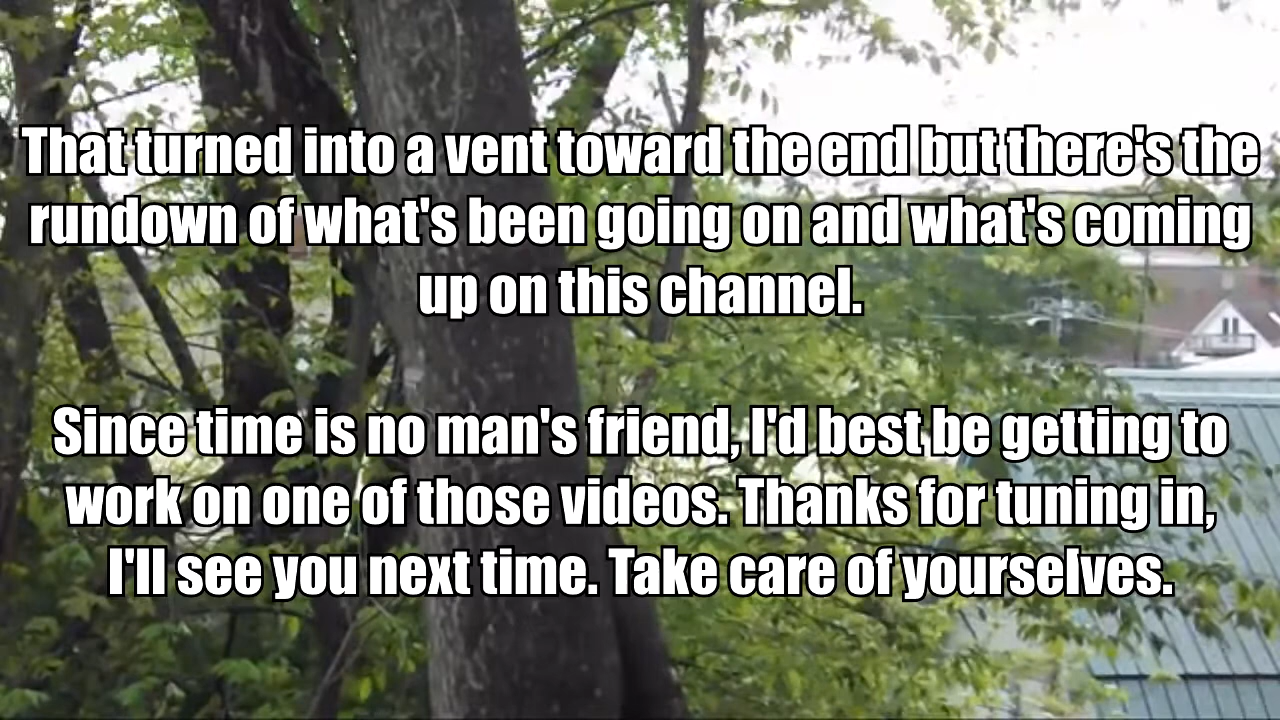 That turned into a vent toward the end but there's the
rundown of what's been going on and what's coming
up on this channel.
Since time is no man's friend, I'd best be getting to
work on one of those videos. Thanks for tuning in,
I'll see you next time. Take care of yourselves.